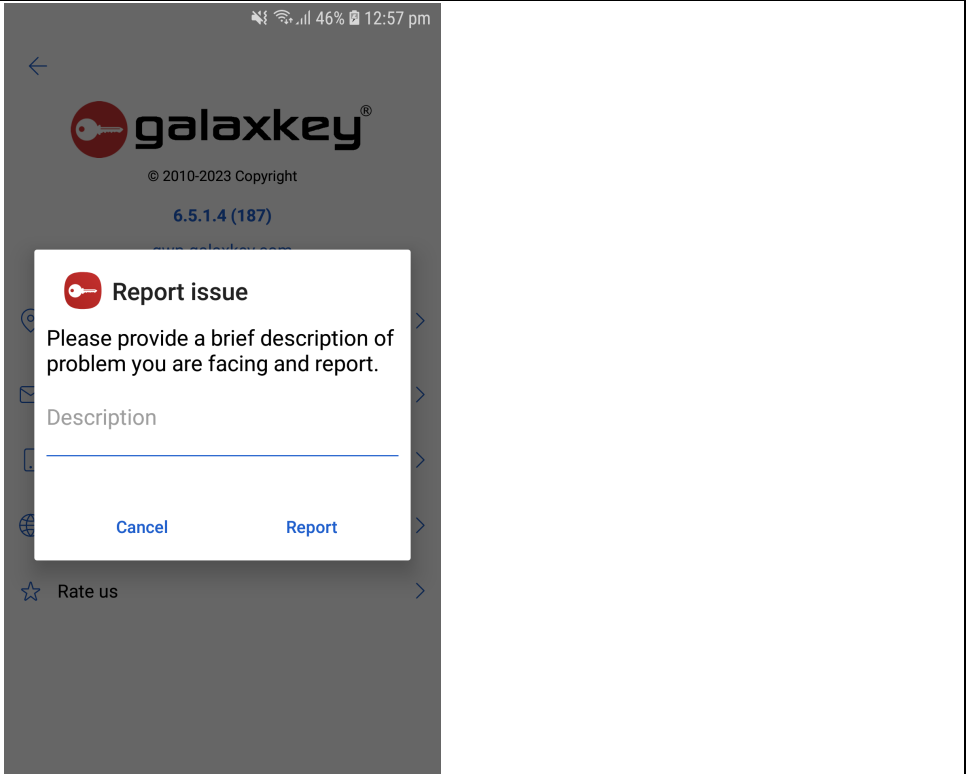 46% 12:57 pm
galaxkey®
© 2010-2023 Copyright
6.5.1.4 (187)
Report issue
Please provide a brief description of
problem you are facing and report.
Description
Cancel Report
Rate us